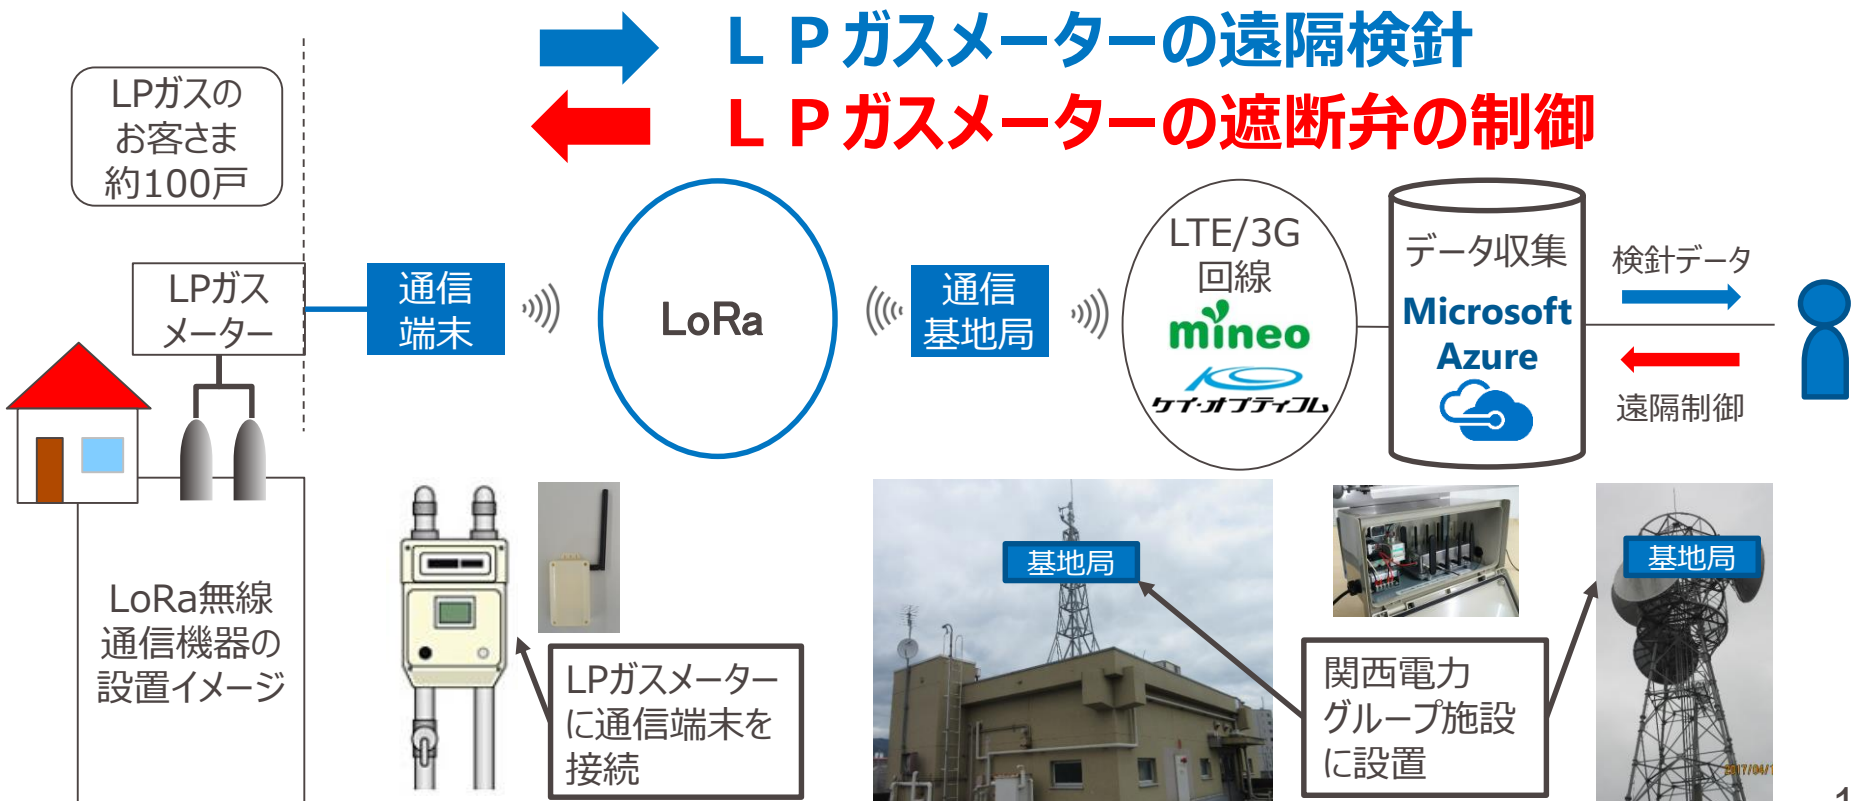 ＬＰガスメーターの遠隔検針
ＬＰガスメーターの遮断弁の制御
LPガスの
お客さま
約100戸
LPガス
メーター
通信
端末
LoRa
通信
基地局
LTE/3G
回線
mineo
ケイ・オプティコム
データ収集
Microsoft
Azure
検針データ
遠隔制御
LoRa無線
通信機器の
設置イメージ
LPガスメーター
に通信端末を
接続
基地局
関西電力
グループ施設
に設置
基地局
2017/04/1
1